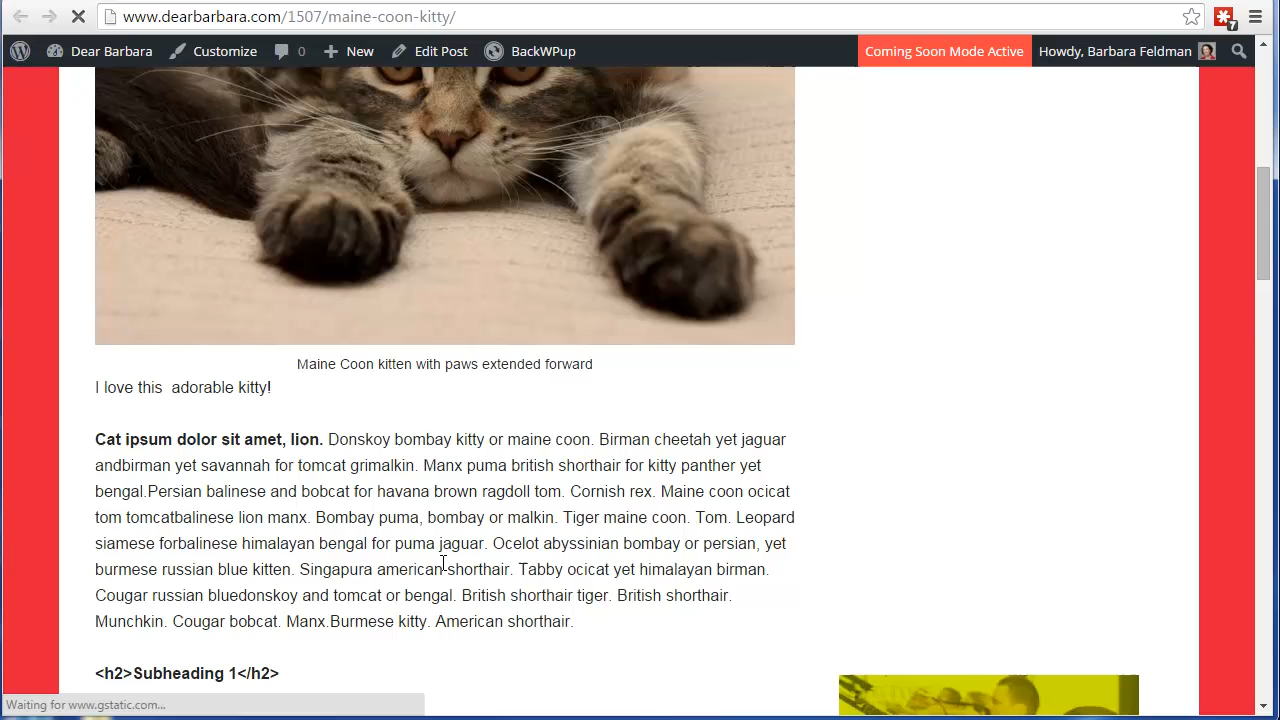 www.dearbarbara.com/1507/maine-coon-kitty/
7
Dear Barbara Customize 0 New Edit Post BackWPup Coming Soon Mode Active Howdy, Barbara Feldman
Maine Coon kitten with paws extended forward
I love this  adorable kitty!
Cat ipsum dolor sit amet, lion. Donskoy bombay kitty or maine coon. Birman cheetah yet jaguar
andbirman yet savannah for tomcat grimalkin. Manx puma british shorthair for kitty panther yet
bengal.Persian balinese and bobcat for havana brown ragdoll tom. Cornish rex. Maine coon ocicat
tom tomcatbalinese lion manx. Bombay puma, bombay or malkin. Tiger maine coon. Tom. Leopard
siamese forbalinese himalayan bengal for puma jaguar. Ocelot abyssinian bombay or persian, yet
burmese russian blue kitten. Singapura american shorthair. Tabby ocicat yet himalayan birman.
Cougar russian bluedonskoy and tomcat or bengal. British shorthair tiger. British shorthair.
Munchkin. Cougar bobcat. Manx.Burmese kitty. American shorthair.
<h2>Subheading 1</h2>
Waiting for www.gstatic.com...